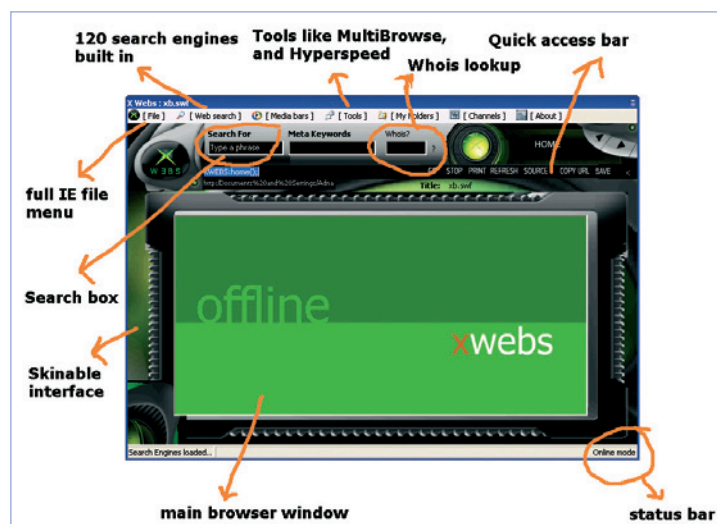 120 search engines
built in
Tools like MultiBrowse,
and Hyperspeed
Quick access bar
Whois lookup
X Webs : xb.swf
[ File ] [ Web search ] [ Media bars ] [ Tools ] [ My Folders ] [ Channels ] [ About ]
Search For Meta Keywords Whois?
Type a phrase ?
HOME
WEBS
XWEBS:home();
STOP PRINT REFRESH SOURCE COPY URL SAVE <
Title: xb.swf
full IE file
menu
Search box
Skinable
interface
offline
xwebs
Search Engines loaded...
Online mode
main browser window
status bar